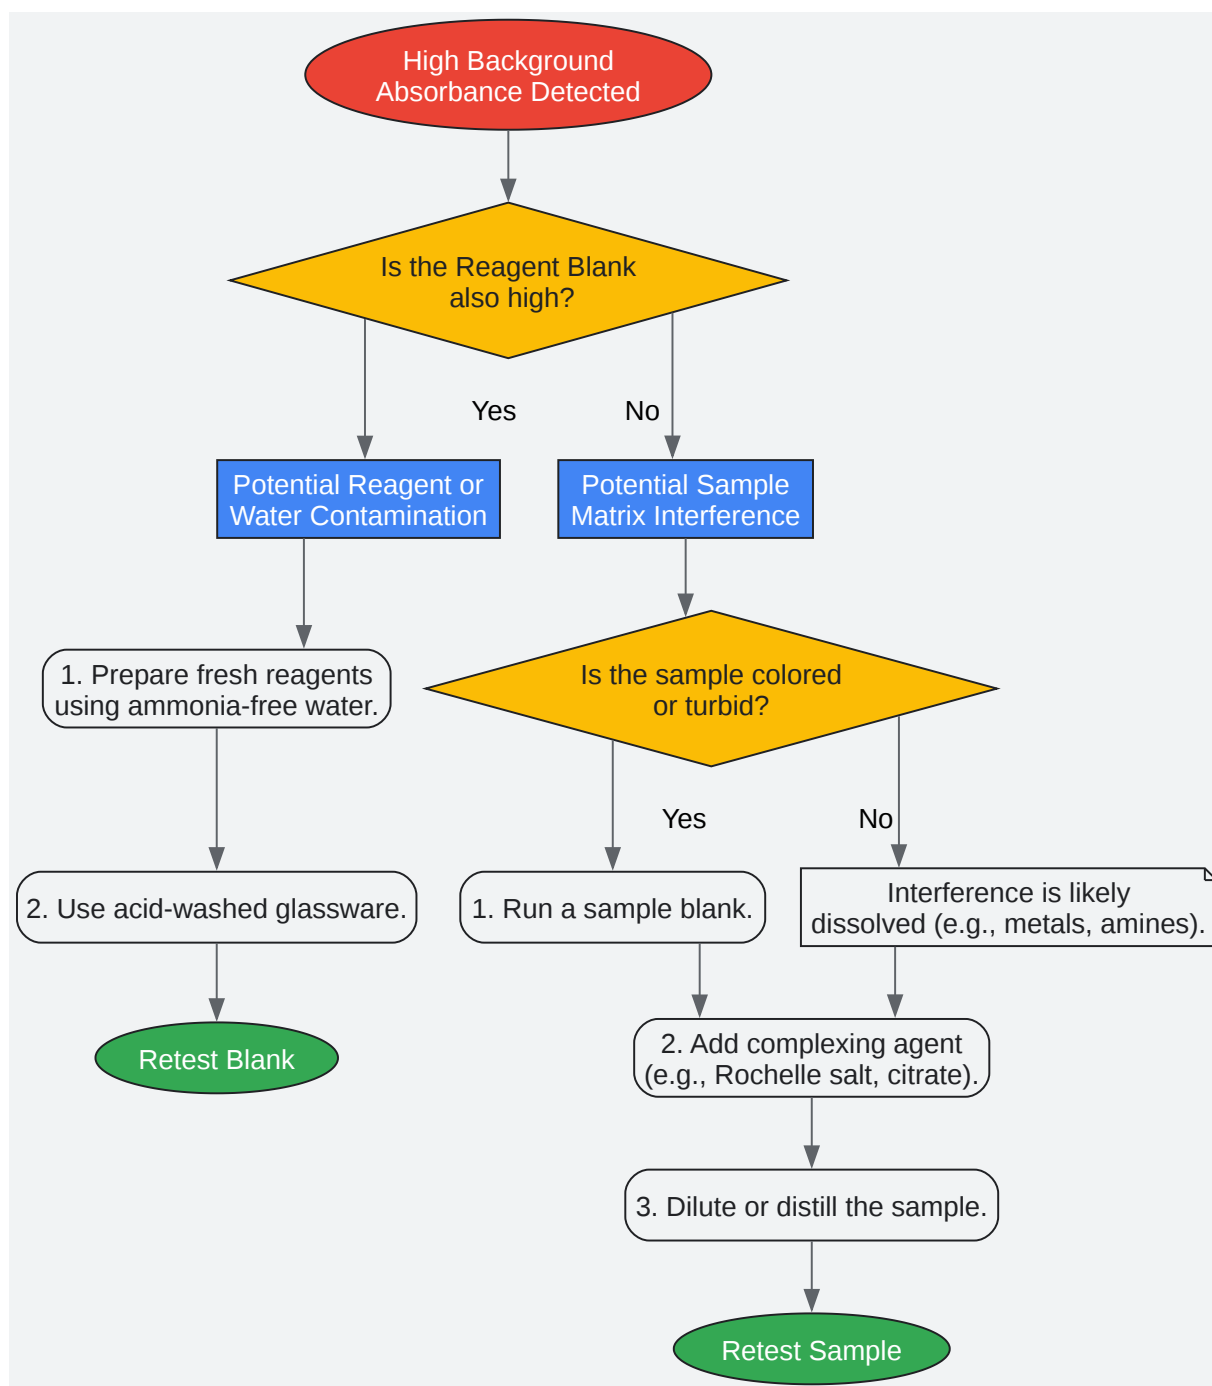 High Background
Absorbance Detected
Is the Reagent Blank
also high?
Yes
No
Potential Reagent or
Water Contamination
Potential Sample
Matrix Interference
1. Prepare fresh reagents
using ammonia-free water.
Is the sample colored
or turbid?
Yes
No
2. Use acid-washed glassware.
1. Run a sample blank.
Interference is likely
dissolved (e.g., metals, amines).
Retest Blank
2. Add complexing agent
(e.g., Rochelle salt, citrate).
3. Dilute or distill the sample.
Retest Sample